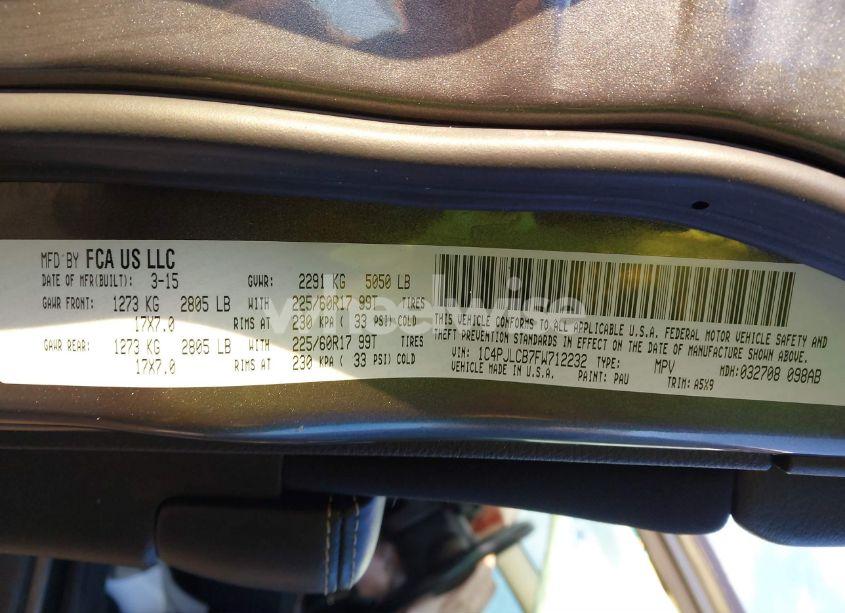 MFD BY FCA US LLC
DATE OF MFR(BUILT): 3-15 GVWR: 2291 KG 5050 LB
GAWR FRONT: 1273 KG 2805 LB WITH 225/60R17 99T TIRES
17X7.0 RIMS AT 230 KPA ( 33 PSI) COLD
GAWR REAR: 1273 KG 2805 LB WITH 225/60R17 99T TIRES
17X7.0 RIMS AT 230 KPA ( 33 PSI) COLD
THIS VEHICLE CONFORMS TO ALL APPLICABLE U.S.A. FEDERAL MOTOR VEHICLE SAFETY AND
THEFT PREVENTION STANDARDS IN EFFECT ON THE DATE OF MANUFACTURE SHOWN ABOVE.
VIN: 1C4PJLCB7FW712232 TYPE: MPV MDH:032708 098AB
VEHICLE MADE IN U.S.A. PAINT: PAU TRIM: A5X9